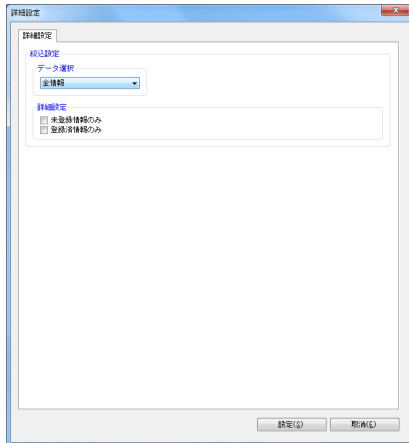 詳細設定
詳細設定
絞込設定
データ選択
全情報
詳細設定
未登録情報のみ
登録済情報のみ
設定(S)
取消(E)